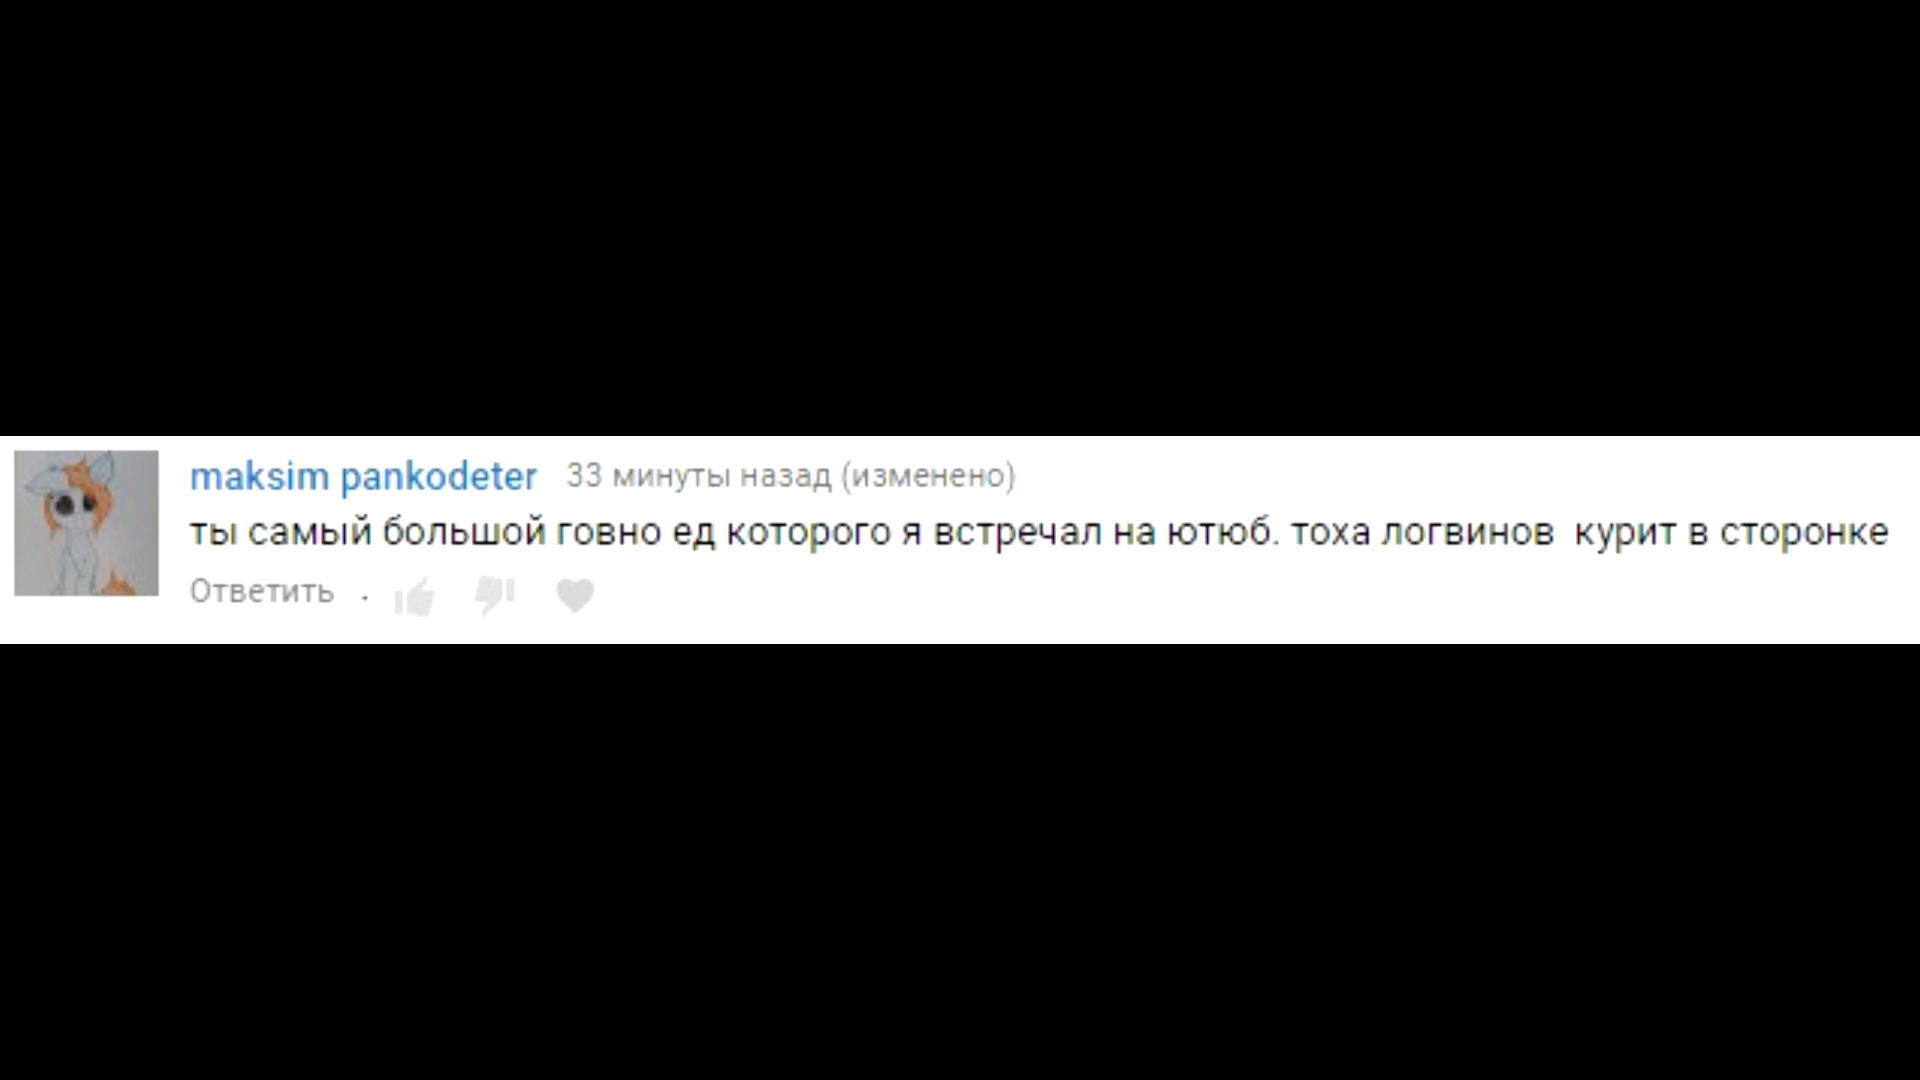 maksim pankodeter 33 минуты назад (изменено)
ты самый большой говно ед которого я встречал на ютюб. тоха логвинов курит в сторонке
Ответить .